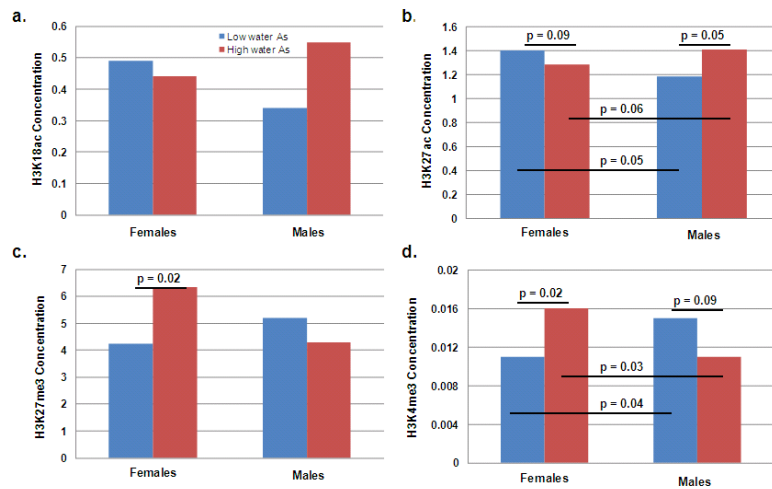 a.
H3K18ac Concentration
0.6
0.5
0.4
0.3
0.2
0.1
0
Low water As
High water As
Females
Males
b.
H3K27ac Concentration
1.6
1.4
1.2
1
0.8
0.6
0.4
0.2
0
p = 0.09
p = 0.05
p = 0.06
p = 0.05
Females
Males
c.
H3K27me3 Concentration
7
6
5
4
3
2
1
0
p = 0.02
Females
Males
d.
H3K4me3 Concentration
0.02
0.016
0.012
0.008
0.004
0
p = 0.02
p = 0.09
p = 0.03
p = 0.04
Females
Males